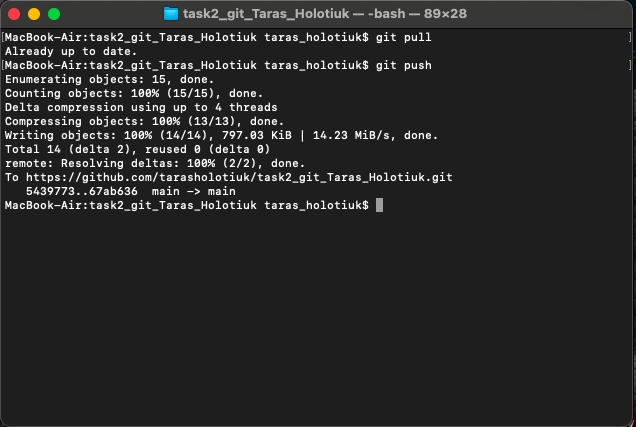 task2_git_Taras_Holotiuk — -bash — 89×28
[MacBook-Air:task2_git_Taras_Holotiuk taras_holotiuk$ git pull ]
Already up to date.
[MacBook-Air:task2_git_Taras_Holotiuk taras_holotiuk$ git push ]
Enumerating objects: 15, done.
Counting objects: 100% (15/15), done.
Delta compression using up to 4 threads
Compressing objects: 100% (13/13), done.
Writing objects: 100% (14/14), 797.03 KiB | 14.23 MiB/s, done.
Total 14 (delta 2), reused 0 (delta 0)
remote: Resolving deltas: 100% (2/2), done.
To https://github.com/tarasholotiuk/task2_git_Taras_Holotiuk.git
   5439773..67ab636  main -> main
MacBook-Air:task2_git_Taras_Holotiuk taras_holotiuk$